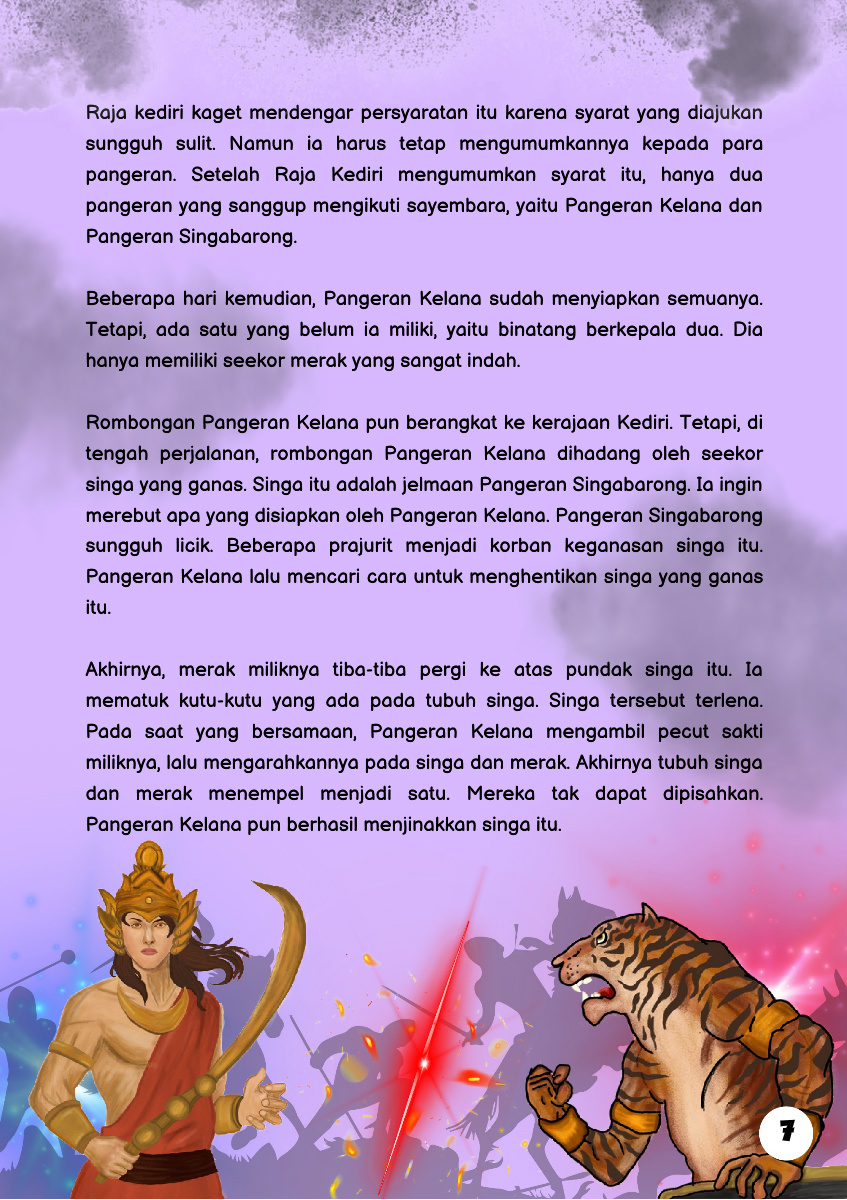 Raja kediri kaget mendengar persyaratan itu karena syarat yang diajukan
sungguh sulit. Namun ia harus tetap mengumumkannya kepada para
pangeran. Setelah Raja Kediri mengumumkan syarat itu, hanya dua
pangeran yang sanggup mengikuti sayembara, yaitu Pangeran Kelana dan
Pangeran Singabarong.
Beberapa hari kemudian, Pangeran Kelana sudah menyiapkan semuanya.
Tetapi, ada satu yang belum ia miliki, yaitu binatang berkepala dua. Dia
hanya memiliki seekor merak yang sangat indah.
Rombongan Pangeran Kelana pun berangkat ke kerajaan Kediri. Tetapi, di
tengah perjalanan, rombongan Pangeran Kelana dihadang oleh seekor
singa yang ganas. Singa itu adalah jelmaan Pangeran Singabarong. Ia ingin
merebut apa yang disiapkan oleh Pangeran Kelana. Pangeran Singabarong
sungguh licik. Beberapa prajurit menjadi korban keganasan singa itu.
Pangeran Kelana lalu mencari cara untuk menghentikan singa yang ganas
itu.
Akhirnya, merak miliknya tiba-tiba pergi ke atas pundak singa itu. Ia
mematuk kutu-kutu yang ada pada tubuh singa. Singa tersebut terlena.
Pada saat yang bersamaan, Pangeran Kelana mengambil pecut sakti
miliknya, lalu mengarahkannya pada singa dan merak. Akhirnya tubuh singa
dan merak menempel menjadi satu. Mereka tak dapat dipisahkan.
Pangeran Kelana pun berhasil menjinakkan singa itu.
7